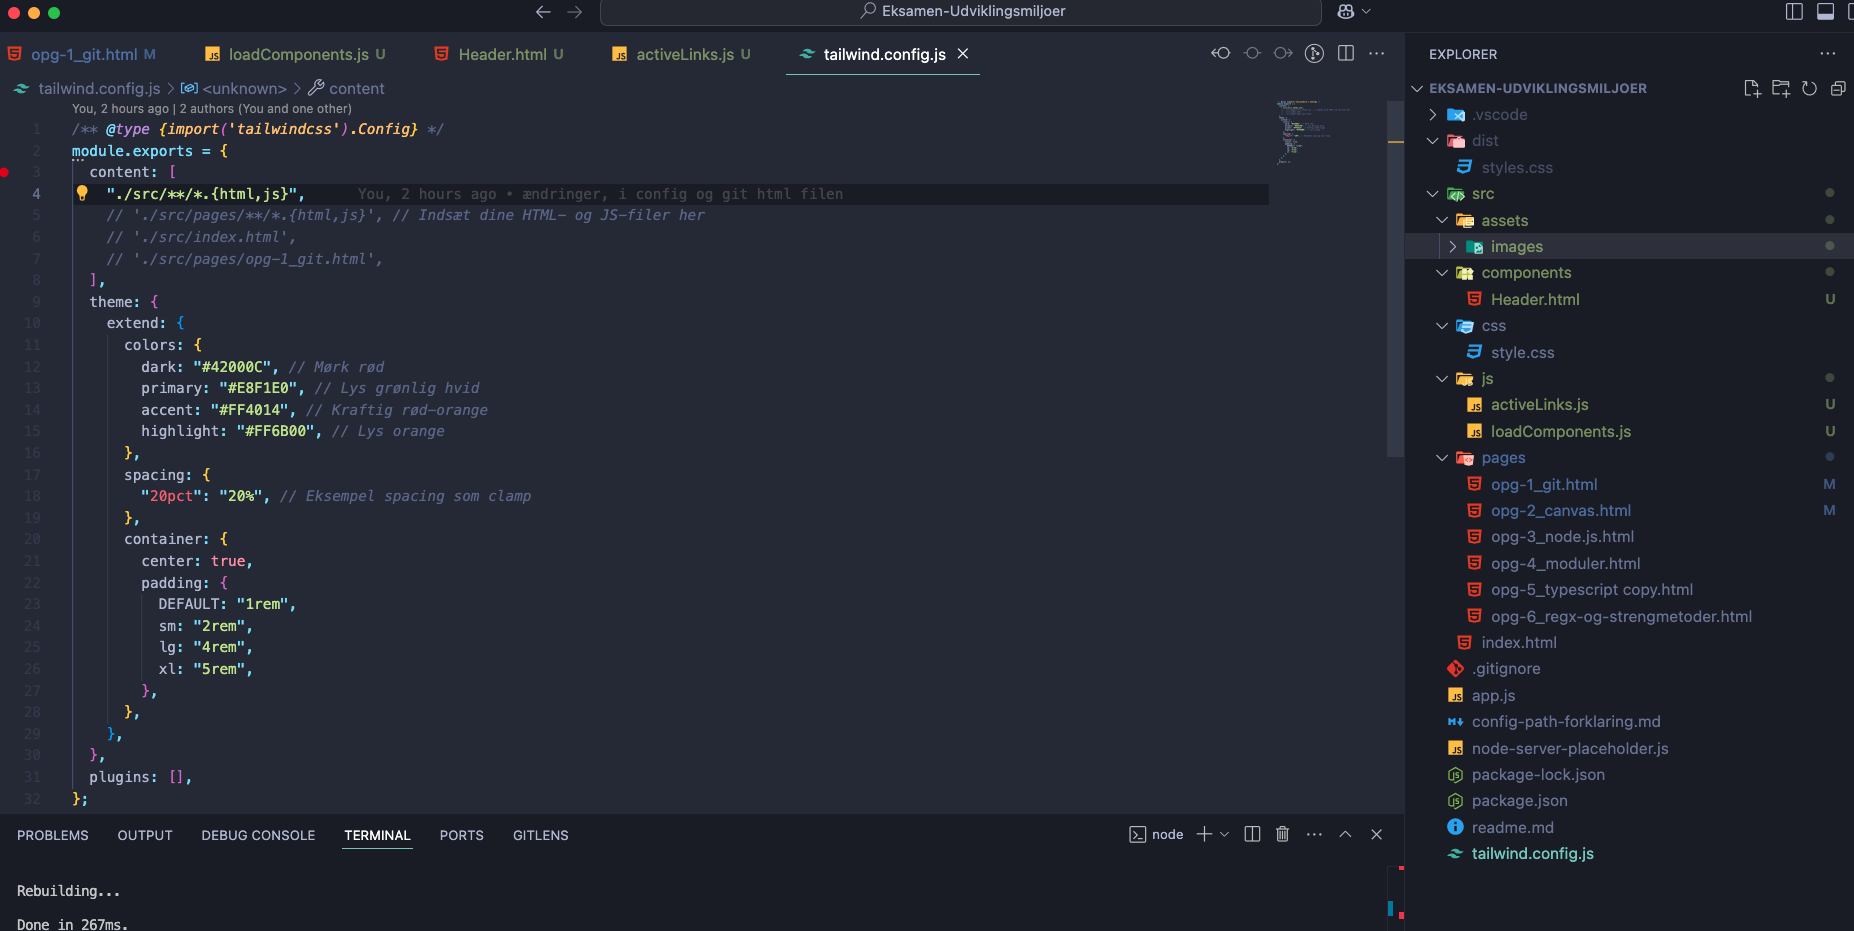 Eksamen-Udviklingsmiljoer
opg-1_git.html M
loadComponents.js U
Header.html U
activeLinks.js U
tailwind.config.js
tailwind.config.js > <unknown> > content
You, 2 hours ago | 2 authors (You and one other)
1 /** @type {import('tailwindcss').Config} */
2 module.exports = {
3 content: [
4 "./src/**/*.{html,js}", You, 2 hours ago • ændringer, i config og git html filen
5 // './src/pages/**/*.{html,js}', // Indsæt dine HTML- og JS-filer her
6 // './src/index.html',
7 // './src/pages/opg-1_git.html',
8 ],
9 theme: {
10 extend: {
11 colors: {
12 dark: "#42000C", // Mørk rød
13 primary: "#E8F1E0", // Lys grønlig hvid
14 accent: "#FF4014", // Kraftig rød-orange
15 highlight: "#FF6B00", // Lys orange
16 },
17 spacing: {
18 "20pct": "20%", // Eksempel spacing som clamp
19 },
20 container: {
21 center: true,
22 padding: {
23 DEFAULT: "1rem",
24 sm: "2rem",
25 lg: "4rem",
26 xl: "5rem",
27 },
28 },
29 },
30 },
31 plugins: [],
32 };
PROBLEMS
OUTPUT
DEBUG CONSOLE
TERMINAL
PORTS
GITLENS
node
Rebuilding...
Done in 267ms.
EXPLORER
EKSAMEN-UDVIKLINGSMILJOER
.vscode
dist
styles.css
src
assets
images
components
Header.html U
css
style.css
js
activeLinks.js U
loadComponents.js U
pages
opg-1_git.html M
opg-2_canvas.html M
opg-3_node.js.html
opg-4_moduler.html
opg-5_typescript copy.html
opg-6_regx-og-strengmetoder.html
index.html
.gitignore
app.js
config-path-forklaring.md
node-server-placeholder.js
package-lock.json
package.json
readme.md
tailwind.config.js